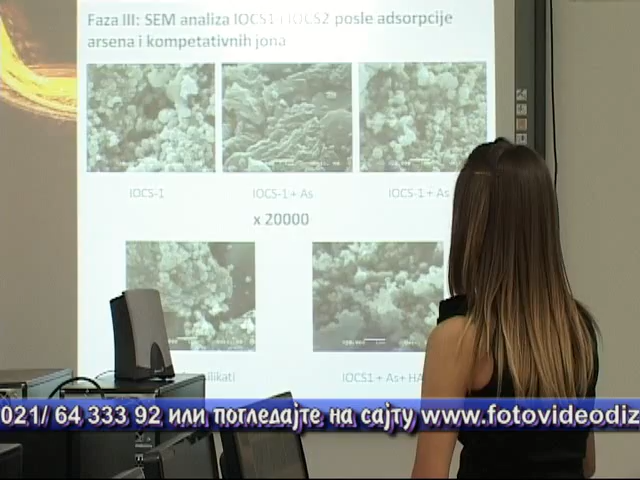 Faza III: SEM analiza IOCS1 i IOCS2 posle adsorpcije
arsena i kompetativnih jona
IOCS-1
IOCS-1 + As
IOCS-1 + As
x 20000
IOCS1 + As+ HA
021/ 64 333 92 или погледајте на сајту www.fotovideodiz